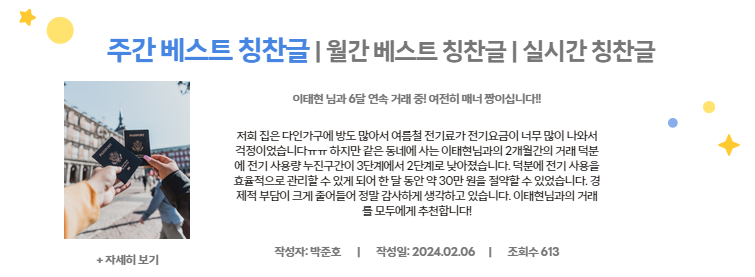 주간 베스트 칭찬글 | 월간 베스트 칭찬글 | 실시간 칭찬글
이태현 님과 6달 연속 거래 중! 여전히 매너 짱이십니다!!
저희 집은 다인가구에 방도 많아서 여름철 전기료가 전기요금이 너무 많이 나와서
걱정이었습니다ㅠㅠ 하지만 같은 동네에 사는 이태현님과의 2개월간의 거래 덕분
에 전기 사용량 누진구간이 3단계에서 2단계로 낮아졌습니다. 덕분에 전기 사용을
효율적으로 관리할 수 있게 되어 한 달 동안 약 30만 원을 절약할 수 있었습니다. 경
제적 부담이 크게 줄어들어 정말 감사하게 생각하고 있습니다. 이태현님과의 거래
를 모두에게 추천합니다!
작성자: 박준호 | 작성일: 2024.02.06 | 조회수 613
+ 자세히 보기
PASSPORT
PASSPORT